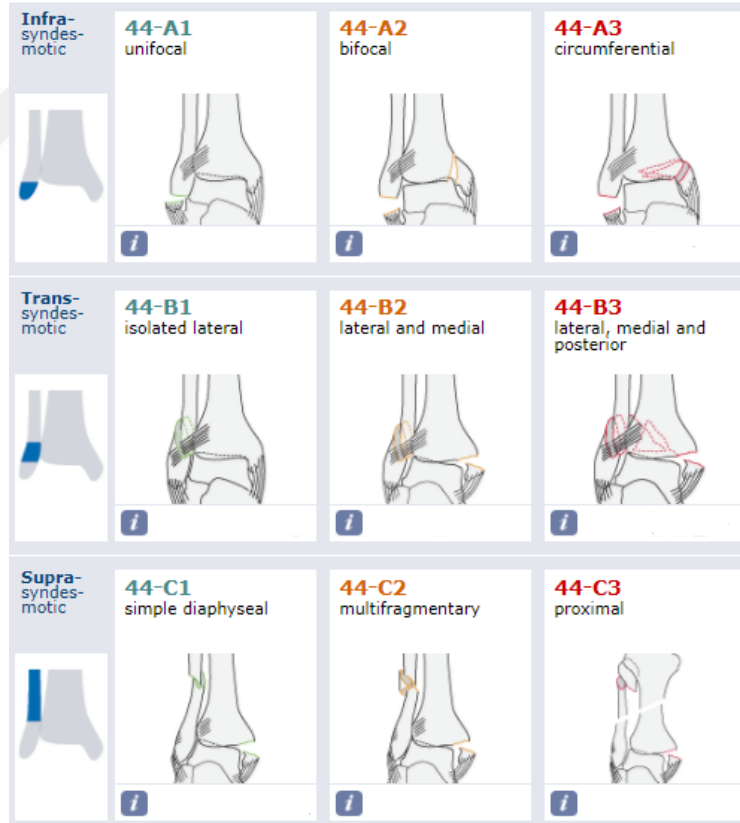 Infra-
syndes-
motic
44-A1
unifocal
44-A2
bifocal
44-A3
circumferential
i
i
i
Trans-
syndes-
motic
44-B1
isolated lateral
44-B2
lateral and medial
44-B3
lateral, medial and
posterior
i
i
i
Supra-
syndes-
motic
44-C1
simple diaphyseal
44-C2
multifragmentary
44-C3
proximal
i
i
i